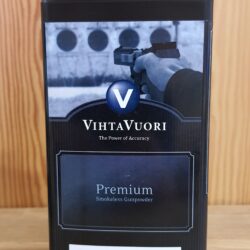 V
VIHTAVUORI
The Power of Accuracy
Premium
Smokeless Gunpowder